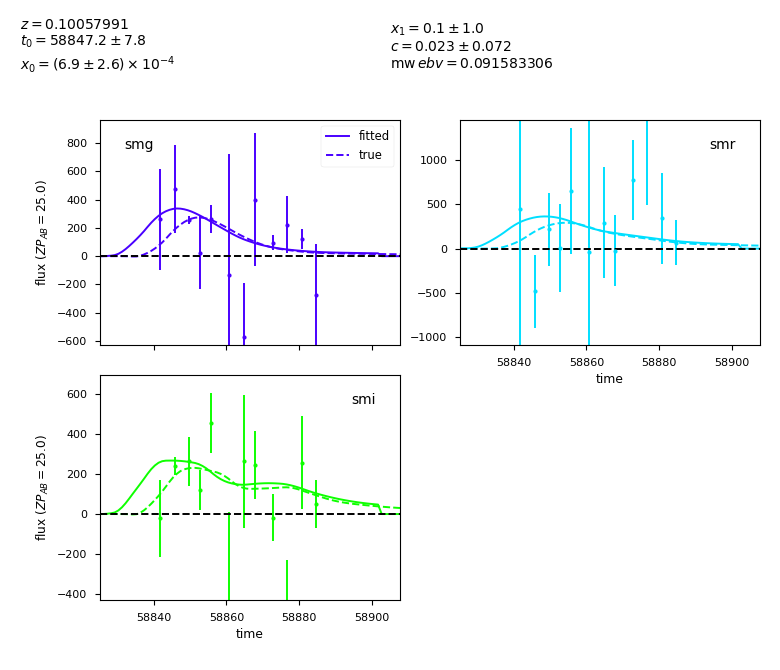 z = 0.10057991
t₀ = 58847.2 ± 7.8
x₀ = (6.9 ± 2.6) × 10⁻⁴
x₁ = 0.1 ± 1.0
c = 0.023 ± 0.072
mw ebv = 0.091583306
smg
fitted
true
800
600
400
200
0
−200
−400
−600
flux (ZP_AB = 25.0)
smr
1000
500
0
−500
−1000
58840
58860
58880
58900
time
smi
600
400
200
0
−200
−400
flux (ZP_AB = 25.0)
58840
58860
58880
58900
time